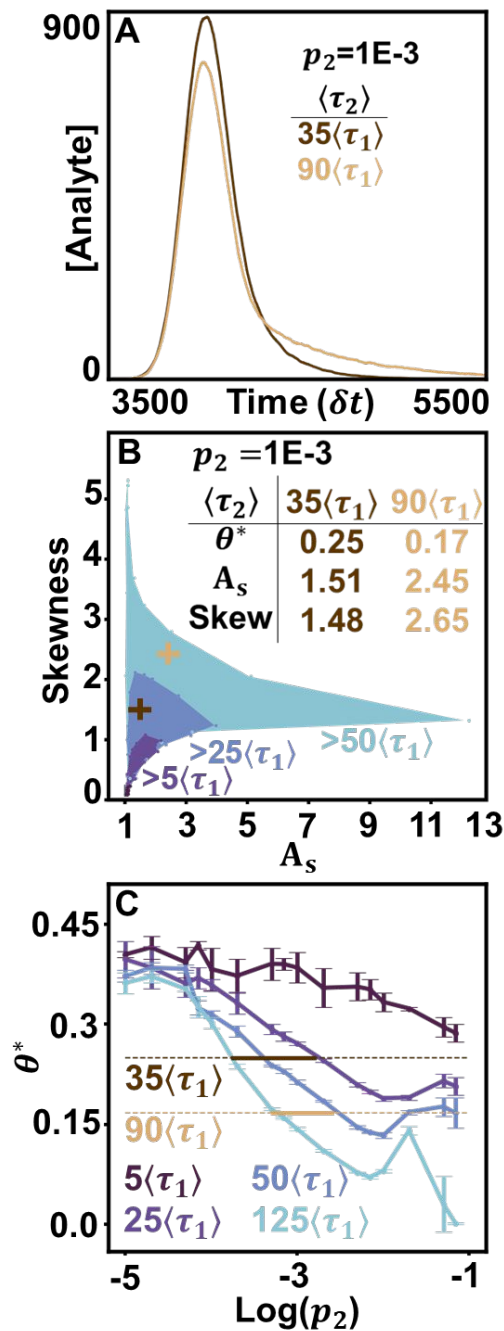 A
900
p₂=1E-3
⟨τ₂⟩
35⟨τ₁⟩
90⟨τ₁⟩
[Analyte]
0
3500 Time (δt) 5500
B
p₂ =1E-3
⟨τ₂⟩ 35⟨τ₁⟩ 90⟨τ₁⟩
θ* 0.25 0.17
Aₛ 1.51 2.45
Skew 1.48 2.65
Skewness
5
4
3
2
1
0
>50⟨τ₁⟩
>25⟨τ₁⟩
>5⟨τ₁⟩
1 3 5 7 9 11 13
Aₛ
C
0.45
0.3
0.15
0.0
θ*
35⟨τ₁⟩
90⟨τ₁⟩
5⟨τ₁⟩ 50⟨τ₁⟩
25⟨τ₁⟩ 125⟨τ₁⟩
-5 -3 -1
Log(p₂)